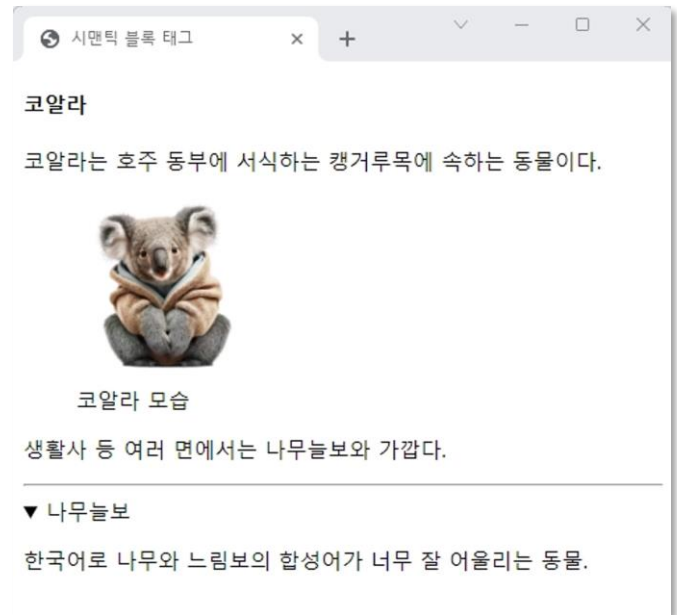 시맨틱 블록 태그
코알라
코알라는 호주 동부에 서식하는 캥거루목에 속하는 동물이다.
코알라 모습
생활사 등 여러 면에서는 나무늘보와 가깝다.
▼ 나무늘보
한국어로 나무와 느림보의 합성어가 너무 잘 어울리는 동물.